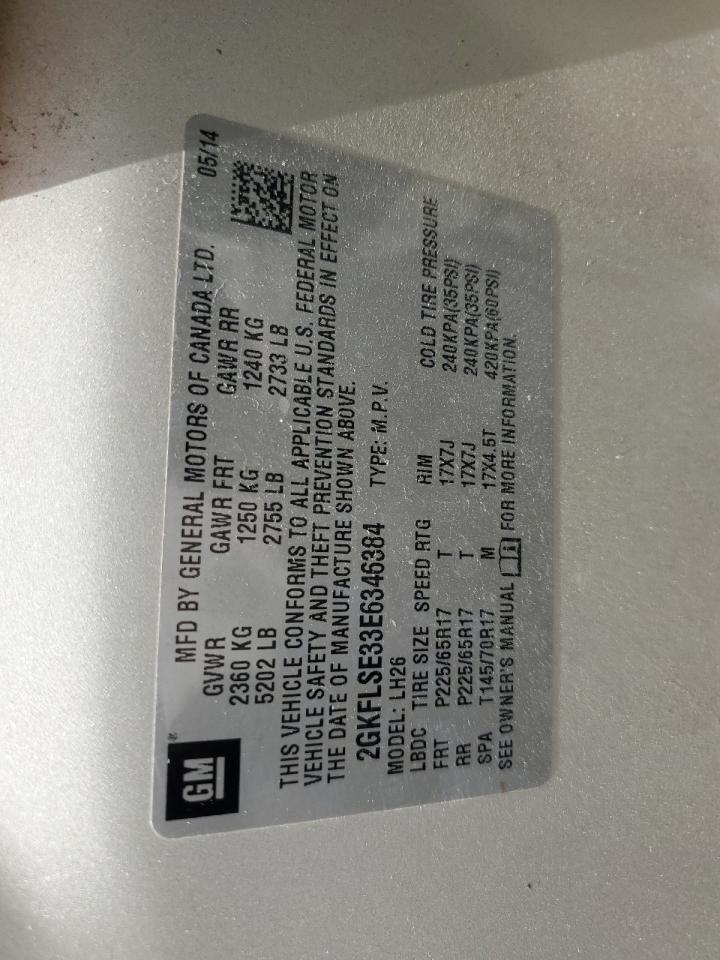 GM®
MFD BY GENERAL MOTORS OF CANADA LTD. 05/14
GVWR GAWR FRT GAWR RR
2360 KG 1250 KG 1240 KG
5202 LB 2755 LB 2733 LB
THIS VEHICLE CONFORMS TO ALL APPLICABLE U.S. FEDERAL MOTOR
VEHICLE SAFETY AND THEFT PREVENTION STANDARDS IN EFFECT ON
THE DATE OF MANUFACTURE SHOWN ABOVE.
2GKFLSE33E6346384 TYPE: M.P.V.
MODEL: LH26
LBDC TIRE SIZE SPEED RTG RIM COLD TIRE PRESSURE
FRT P225/65R17 T 17X7J 240KPA(35PSI)
RR P225/65R17 T 17X7J 240KPA(35PSI)
SPA T145/70R17 M 17X4.5T 420KPA(60PSI)
SEE OWNER'S MANUAL FOR MORE INFORMATION.